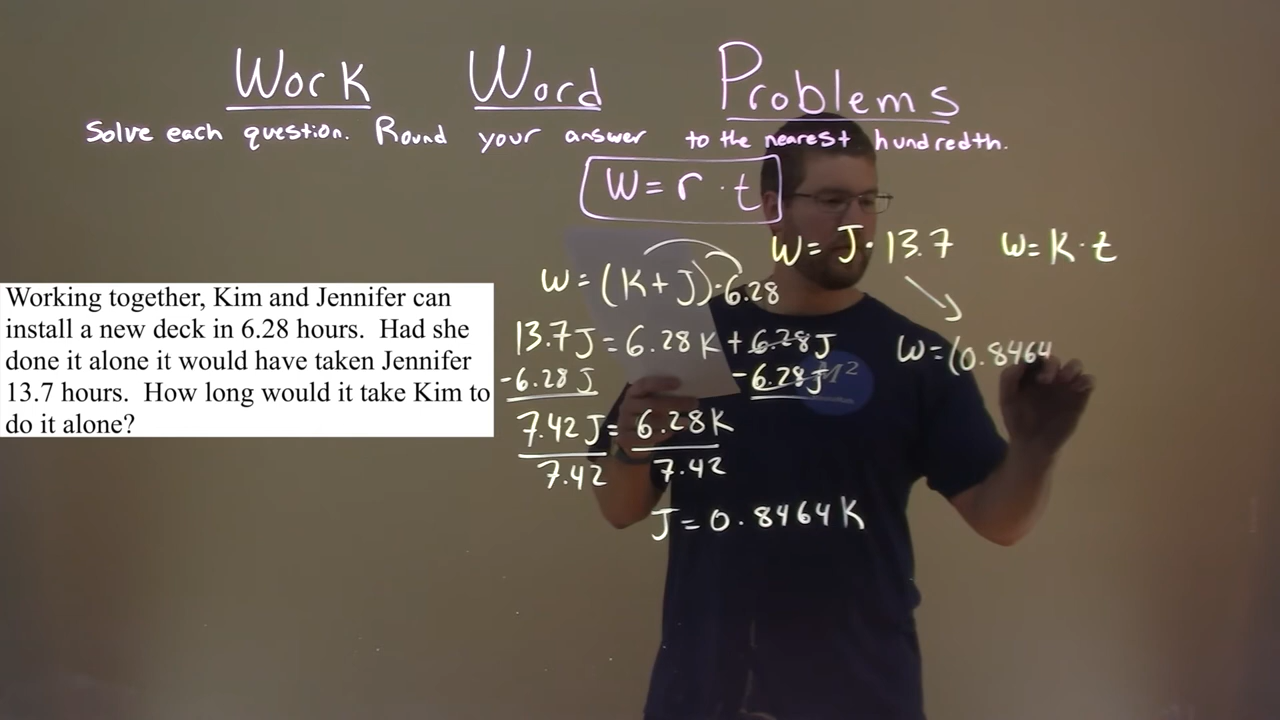 Work Word Problems
Solve each question. Round your answer to the nearest hundredth.
W = r · t
W = J · 13.7 W = K · t
W = (K + J) · 6.28
13.7J = 6.28K + 6.28J
-6.28J -6.28J
7.42J = 6.28K
7.42 7.42
J = 0.8464K
W = (0.8464
Working together, Kim and Jennifer can
install a new deck in 6.28 hours. Had she
done it alone it would have taken Jennifer
13.7 hours. How long would it take Kim to
do it alone?
M²